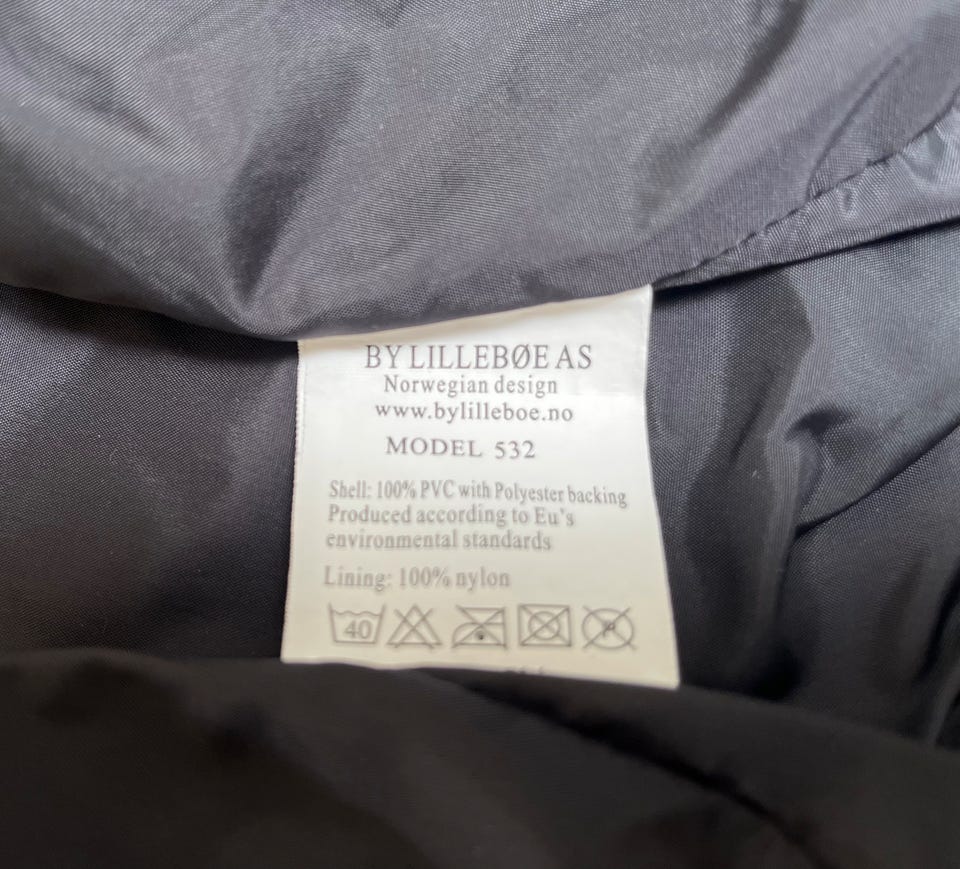 BY LILLEBØE AS
Norwegian design
www.bylilleboe.no
MODEL 532
Shell: 100% PVC with Polyester backing
Produced according to Eu's
environmental standards
Lining: 100% nylon
40 P